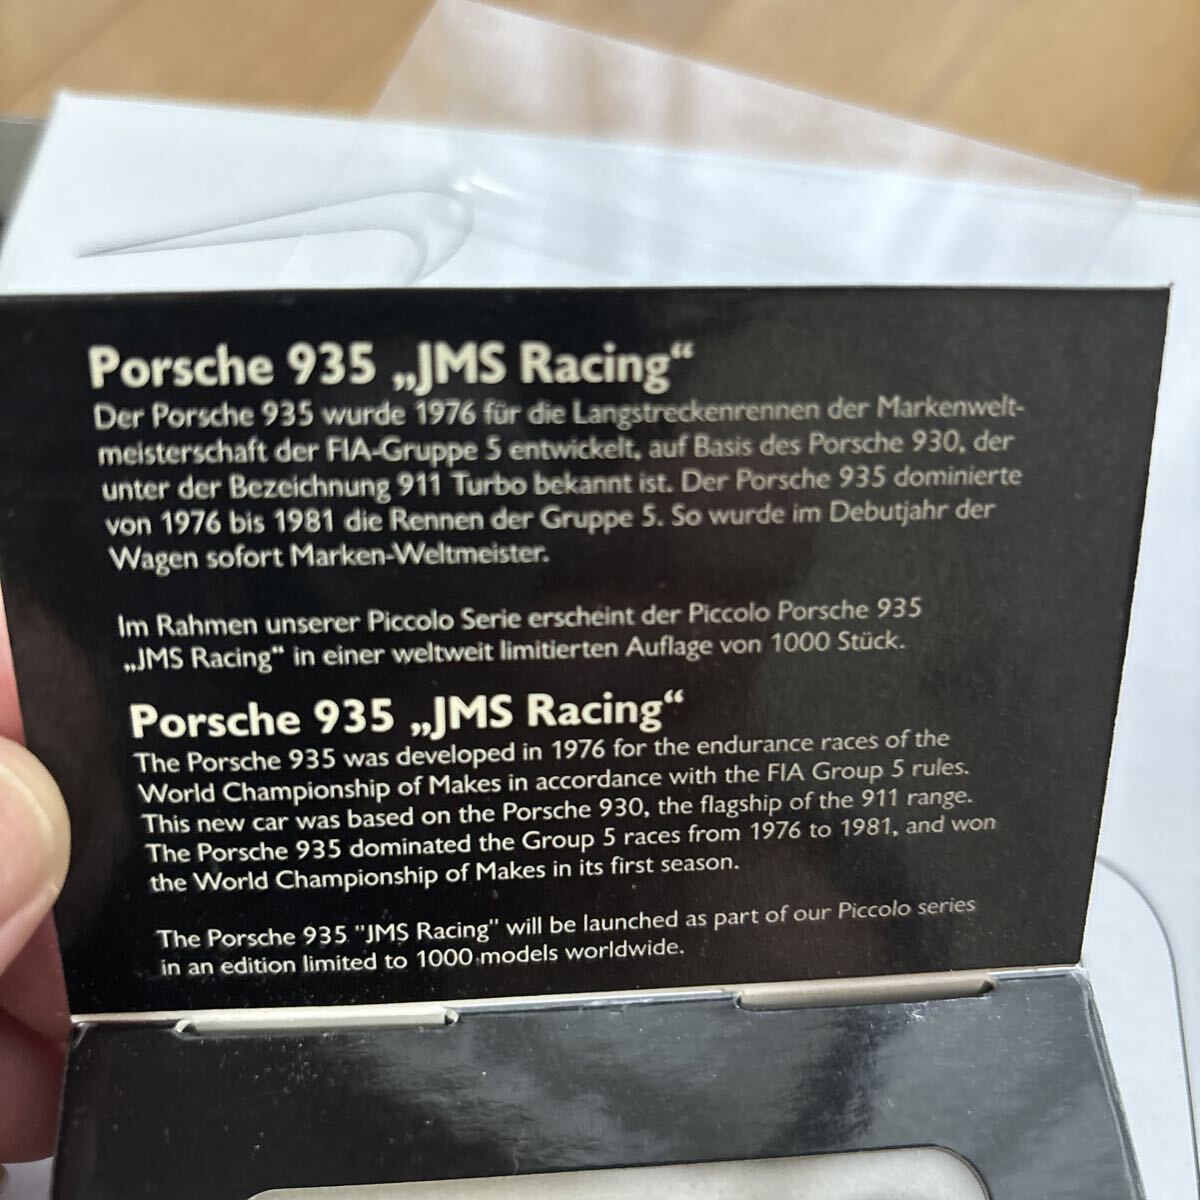 Porsche 935 „JMS Racing“
Der Porsche 935 wurde 1976 für die Langstreckenrennen der Markenwelt-
meisterschaft der FIA-Gruppe 5 entwickelt, auf Basis des Porsche 930, der
unter der Bezeichnung 911 Turbo bekannt ist. Der Porsche 935 dominierte
von 1976 bis 1981 die Rennen der Gruppe 5. So wurde im Debutjahr der
Wagen sofort Marken-Weltmeister.
Im Rahmen unserer Piccolo Serie erscheint der Piccolo Porsche 935
„JMS Racing“ in einer weltweit limitierten Auflage von 1000 Stück.
Porsche 935 „JMS Racing“
The Porsche 935 was developed in 1976 for the endurance races of the
World Championship of Makes in accordance with the FIA Group 5 rules.
This new car was based on the Porsche 930, the flagship of the 911 range.
The Porsche 935 dominated the Group 5 races from 1976 to 1981, and won
the World Championship of Makes in its first season.
The Porsche 935 "JMS Racing" will be launched as part of our Piccolo series
in an edition limited to 1000 models worldwide.